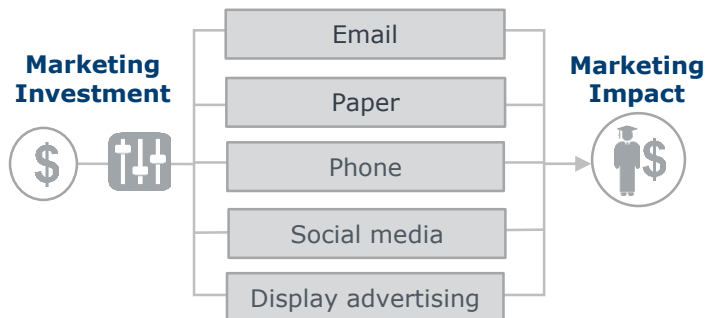 Marketing
Investment
$
Email
Paper
Phone
Social media
Display advertising
Marketing
Impact
$